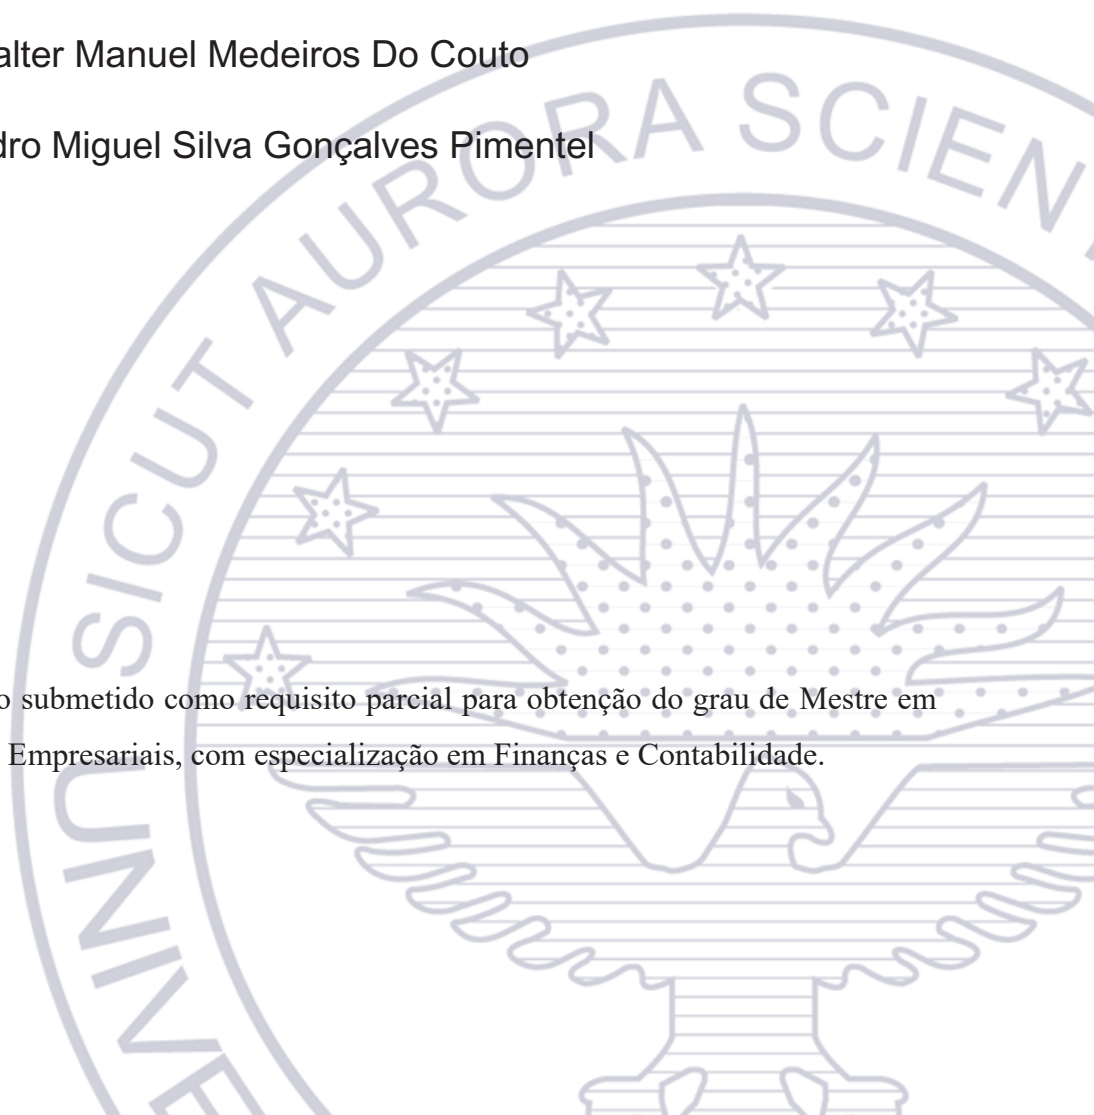 alter Manuel Medeiros Do Couto
dro Miguel Silva Gonçalves Pimentel
SICUT AURORA SCIEN
o submetido como requisito parcial para obtenção do grau de Mestre em
Empresariais, com especialização em Finanças e Contabilidade.
UNIVE